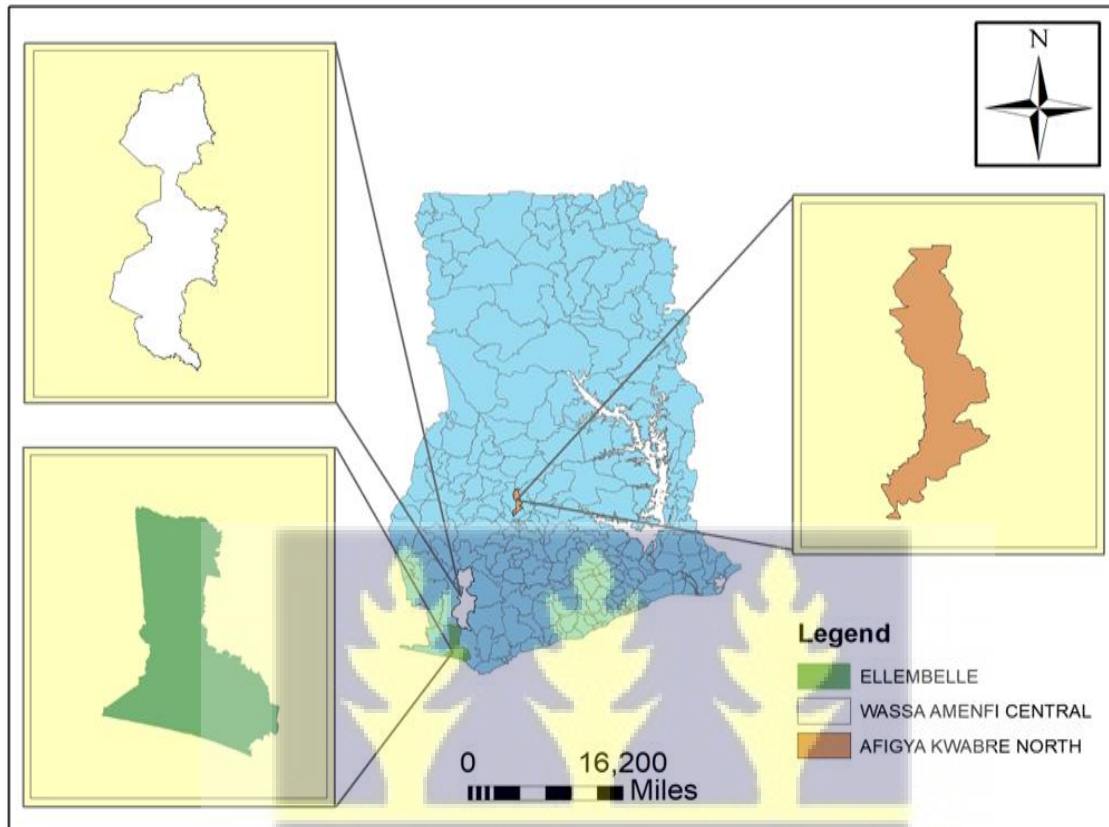 N
Legend
ELLEMBELLE
WASSA AMENFI CENTRAL
AFIGYA KWABRE NORTH
0 16,200
Miles